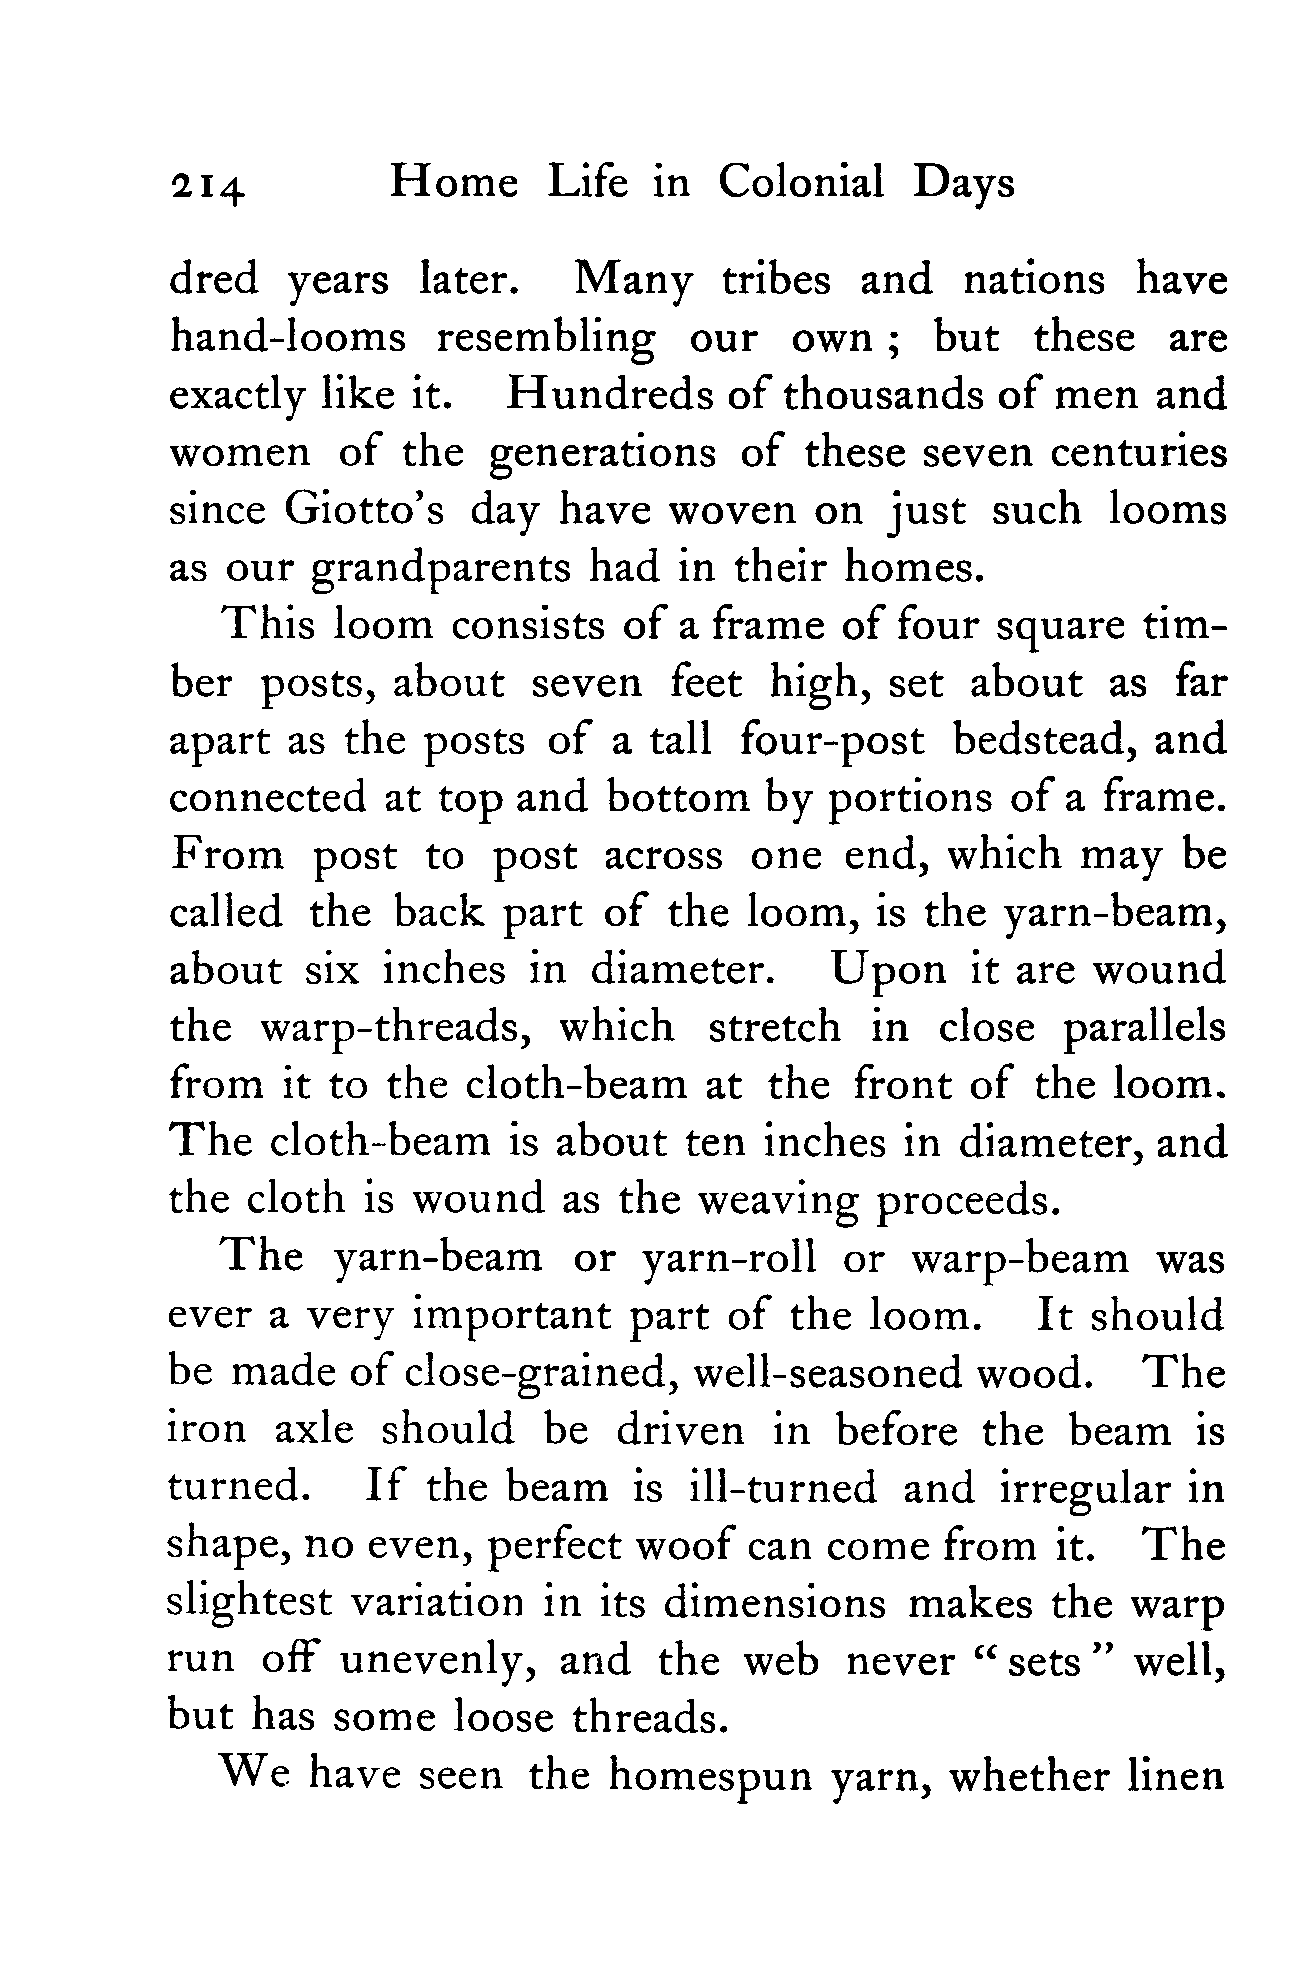 214 Home Life in Colonial Days
dred years later. Many tribes and nations have
hand-looms resembling our own ; but these are
exactly like it. Hundreds of thousands of men and
women of the generations of these seven centuries
since Giotto's day have woven on just such looms
as our grandparents had in their homes.
This loom consists of a frame of four square tim-
ber posts, about seven feet high, set about as far
apart as the posts of a tall four-post bedstead, and
connected at top and bottom by portions of a frame.
From post to post across one end, which may be
called the back part of the loom, is the yarn-beam,
about six inches in diameter. Upon it are wound
the warp-threads, which stretch in close parallels
from it to the cloth-beam at the front of the loom.
The cloth-beam is about ten inches in diameter, and
the cloth is wound as the weaving proceeds.
The yarn-beam or yarn-roll or warp-beam was
ever a very important part of the loom. It should
be made of close-grained, well-seasoned wood. The
iron axle should be driven in before the beam is
turned. If the beam is ill-turned and irregular in
shape, no even, perfect woof can come from it. The
slightest variation in its dimensions makes the warp
run off unevenly, and the web never “ sets ” well,
but has some loose threads.
We have seen the homespun yarn, whether linen